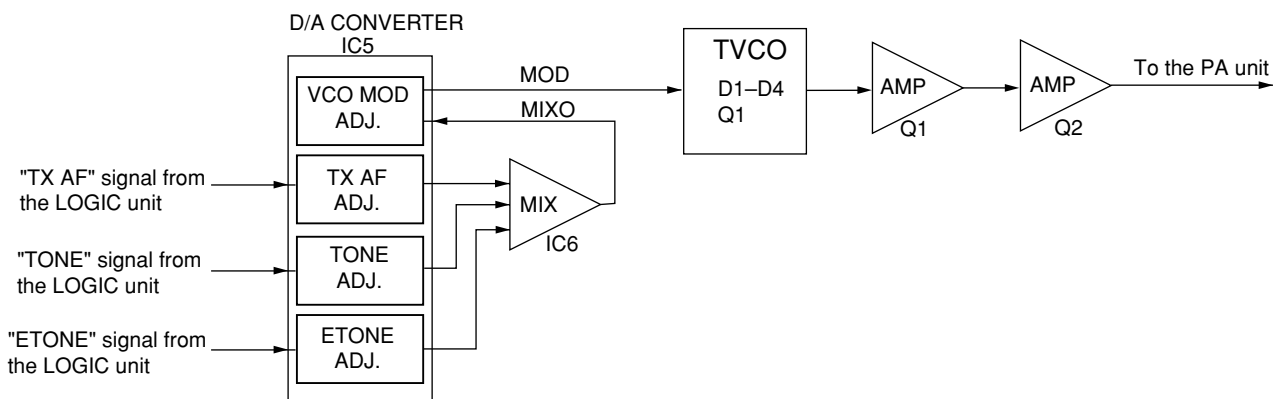 D/A CONVERTER
IC5
VCO MOD
ADJ.
TX AF
ADJ.
TONE
ADJ.
ETONE
ADJ.
"TX AF" signal from
the LOGIC unit
"TONE" signal from
the LOGIC unit
"ETONE" signal from
the LOGIC unit
MOD
MIXO
MIX
IC6
TVCO
D1–D4
Q1
AMP
Q1
AMP
Q2
To the PA unit